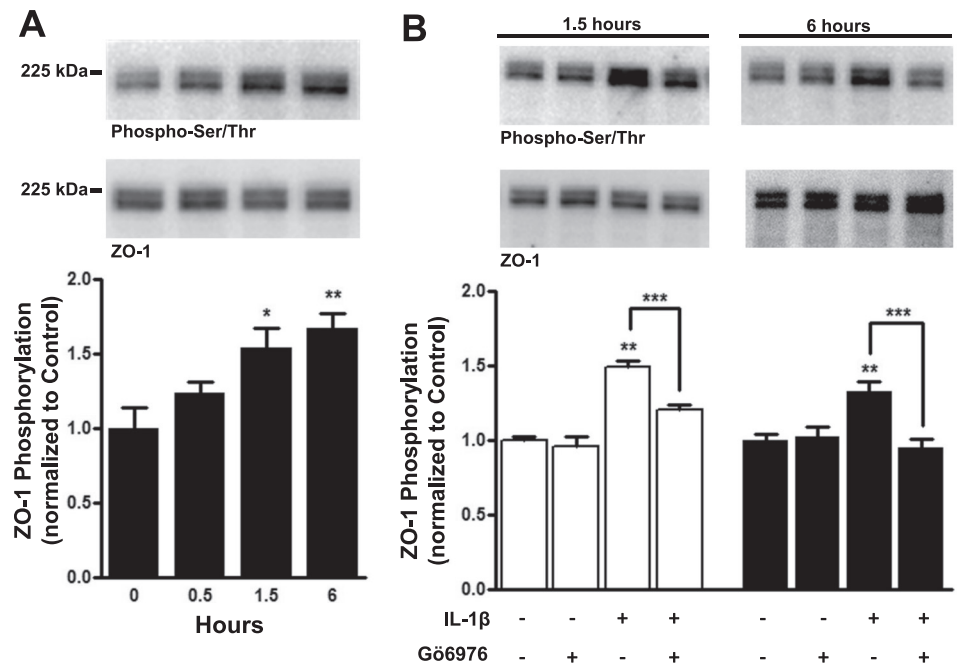 A
225 kDa
Phospho-Ser/Thr
225 kDa
ZO-1
ZO-1 Phosphorylation
(normalized to Control)
2.0
1.5
1.0
0.5
0.0
* **
0 0.5 1.5 6
Hours
B
1.5 hours 6 hours
Phospho-Ser/Thr
ZO-1
ZO-1 Phosphorylation
(normalized to Control)
2.0
1.5
1.0
0.5
0.0
*** ***
** **
IL-1β - - + + - - + +
Gö6976 - + - + - + - +